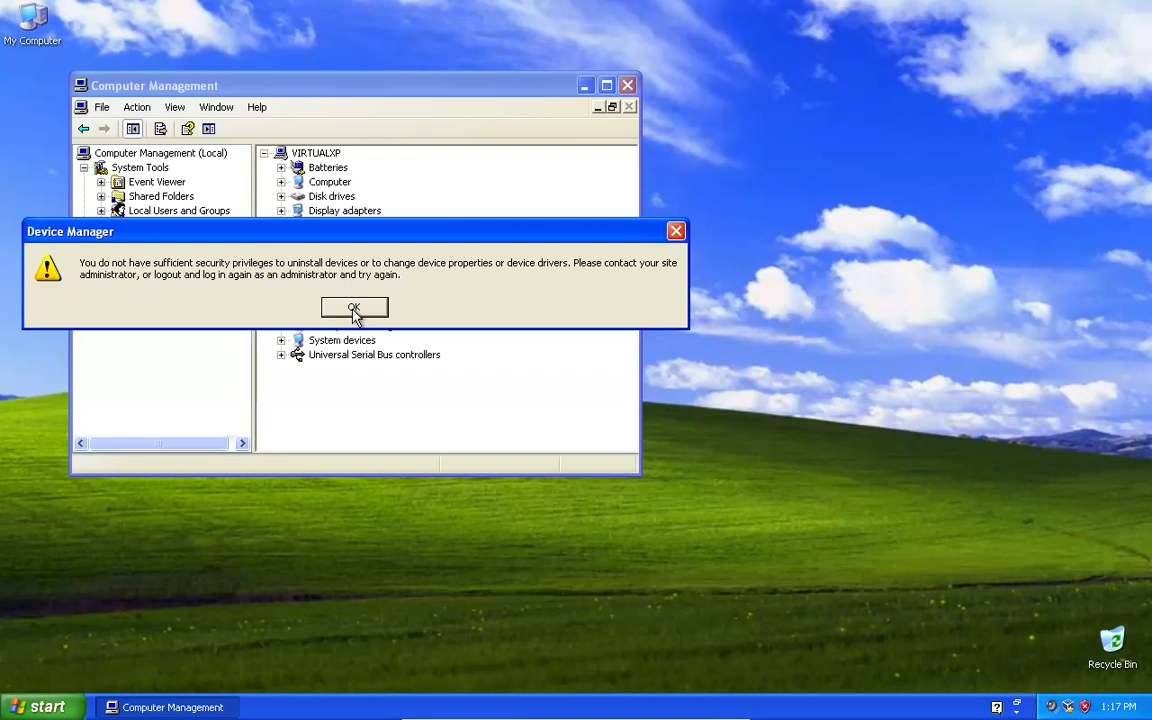 My Computer
Computer Management
File Action View Window Help
Computer Management (Local)
System Tools
Event Viewer
Shared Folders
Local Users and Groups
VIRTUALXP
Batteries
Computer
Disk drives
Display adapters
Device Manager
You do not have sufficient security privileges to uninstall devices or to change device properties or device drivers. Please contact your site
administrator, or logout and log in again as an administrator and try again.
OK
System devices
Universal Serial Bus controllers
Recycle Bin
start
Computer Management
1:17 PM